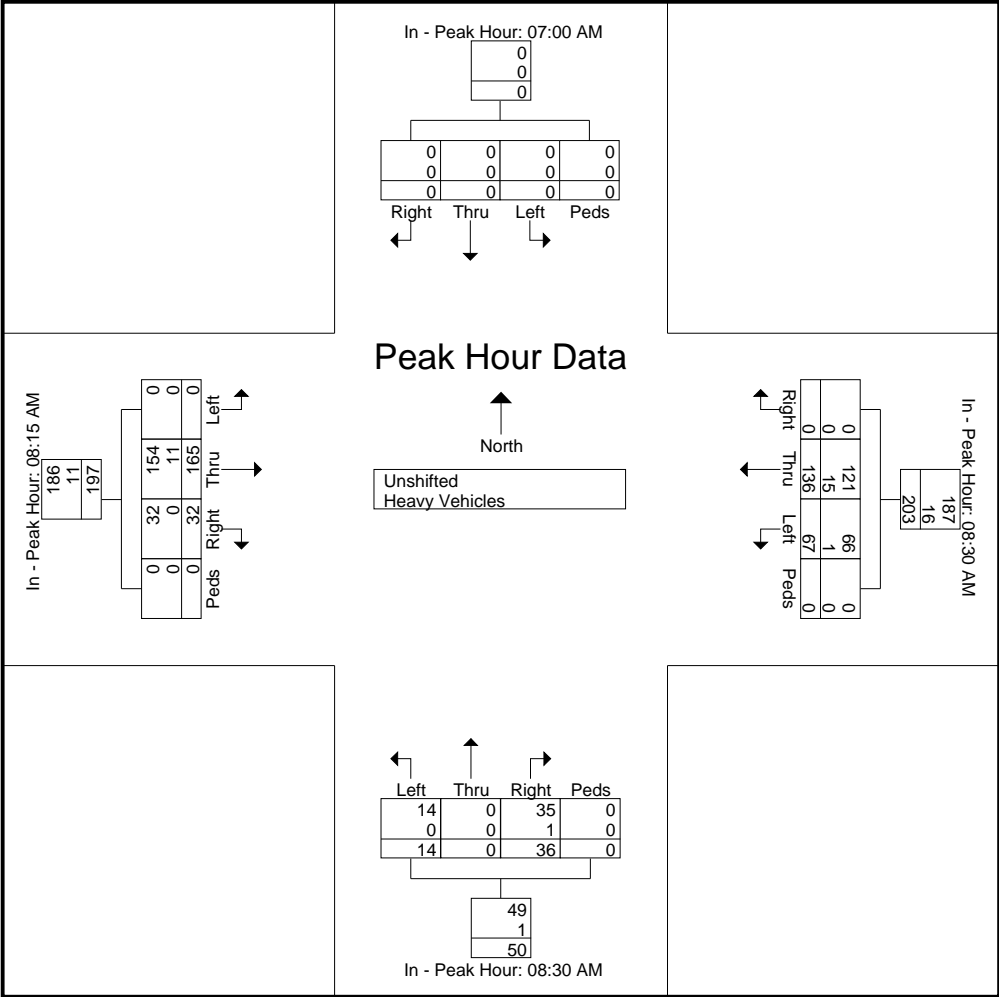 In - Peak Hour: 07:00 AM
0
0
0
0 0 0 0
0 0 0 0
0 0 0 0
Right Thru Left Peds
Peak Hour Data
North
Unshifted
Heavy Vehicles
In - Peak Hour: 08:15 AM
186
11
197
0 154 32 0
0 11 0 0
0 165 32 0
Left Thru Right Peds
In - Peak Hour: 08:30 AM
187
16
203
0 121 66 0
0 15 1 0
0 136 67 0
Right Thru Left Peds
Left Thru Right Peds
14 0 35 0
0 0 1 0
14 0 36 0
49
1
50
In - Peak Hour: 08:30 AM